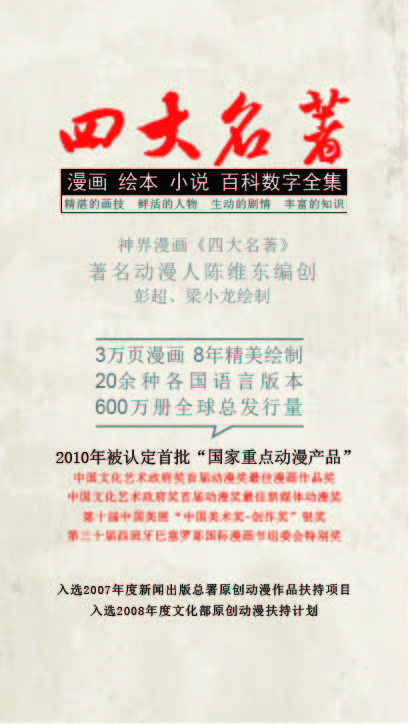 四大名著
漫画 绘本 小说 百科数字全集
精湛的画技 鲜活的人物 生动的剧情 丰富的知识
神界漫画《四大名著》
著名动漫人陈维东编创
彭超、梁小龙绘制
3万页漫画 8年精美绘制
20余种各国语言版本
600万册全球总发行量
2010年被认定首批“国家重点动漫产品”
中国文化艺术政府奖首届动漫奖最佳漫画作品奖
中国文化艺术政府奖首届动漫奖最佳新媒体动漫奖
第十届中国美展“中国美术奖-创作奖”银奖
第三十届西班牙巴塞罗那国际漫画节组委会特别奖
入选2007年度新闻出版总署原创动漫作品扶持项目
入选2008年度文化部原创动漫扶持计划